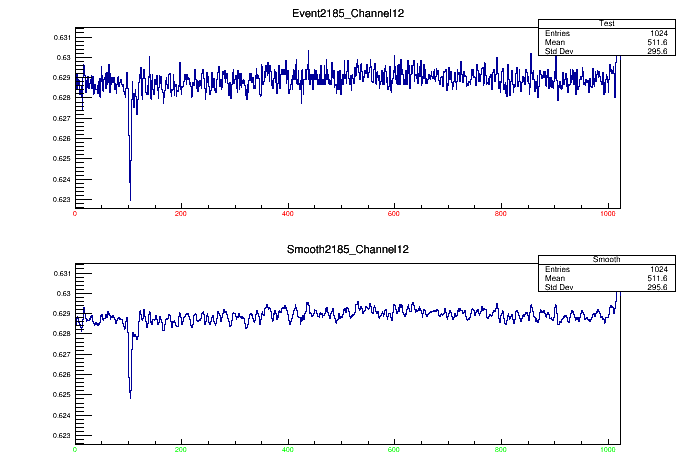 Event2185_Channel12
Test
Entries 1024
Mean 511.6
Std Dev 295.6
0.631
0.63
0.629
0.628
0.627
0.626
0.625
0.624
0.623
0 200 400 600 800 1000
Smooth2185_Channel12
Smooth
Entries 1024
Mean 511.6
Std Dev 295.6
0.631
0.63
0.629
0.628
0.627
0.626
0.625
0.624
0.623
0 200 400 600 800 1000